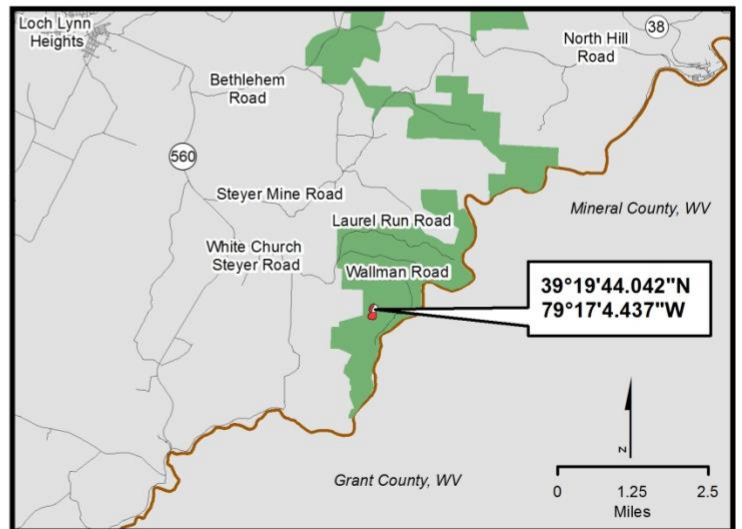 Loch Lynn
Heights
38
North Hill
Road
Bethlehem
Road
560
Steyer Mine Road
Mineral County, WV
Laurel Run Road
White Church
Steyer Road
Wallman Road
39°19'44.042"N
79°17'4.437"W
N
Grant County, WV
0 1.25 2.5
Miles